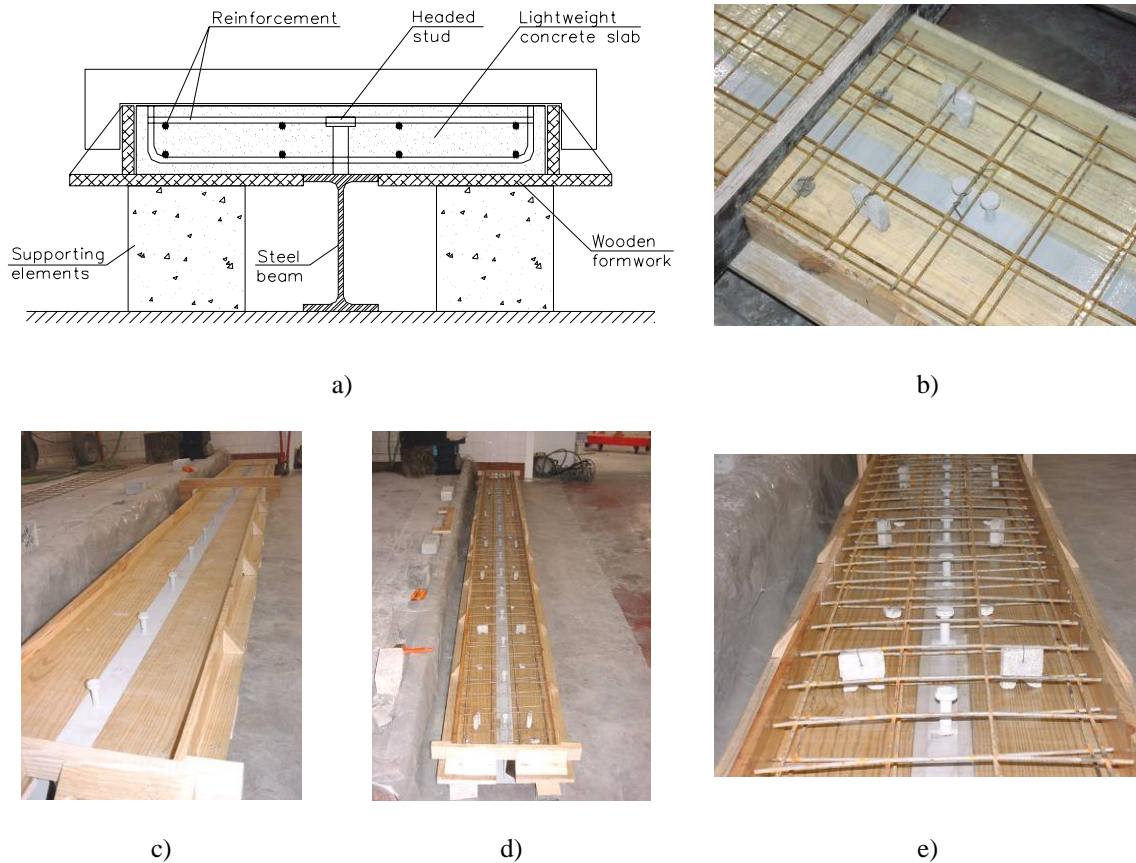 Reinforcement
Headed
stud
Lightweight
concrete slab
Supporting
elements
Steel
beam
Wooden
formwork
a)
b)
c)
d)
e)